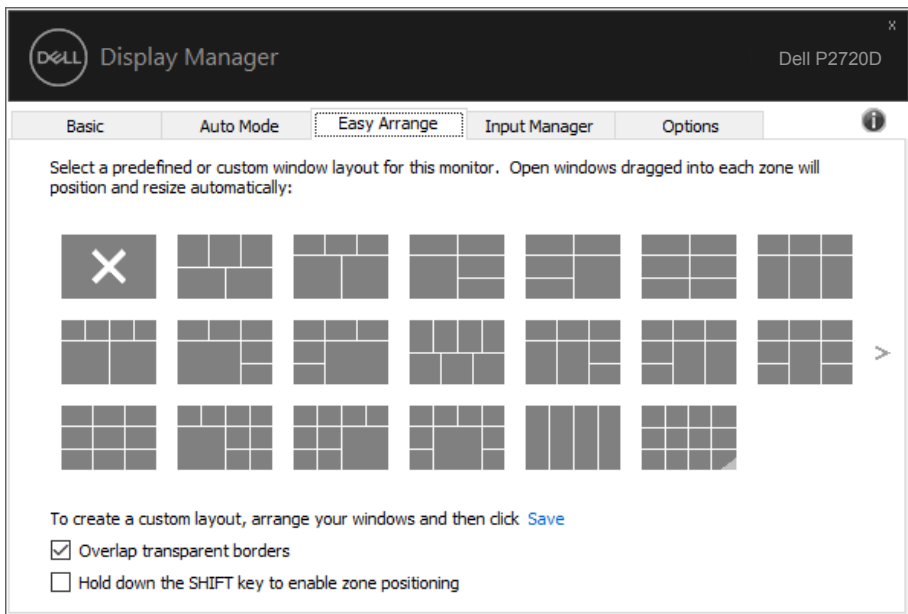 x
DELL Display Manager
Dell P2720D
Basic Auto Mode Easy Arrange Input Manager Options
Select a predefined or custom window layout for this monitor. Open windows dragged into each zone will
position and resize automatically:
>
To create a custom layout, arrange your windows and then click Save
Overlap transparent borders
Hold down the SHIFT key to enable zone positioning